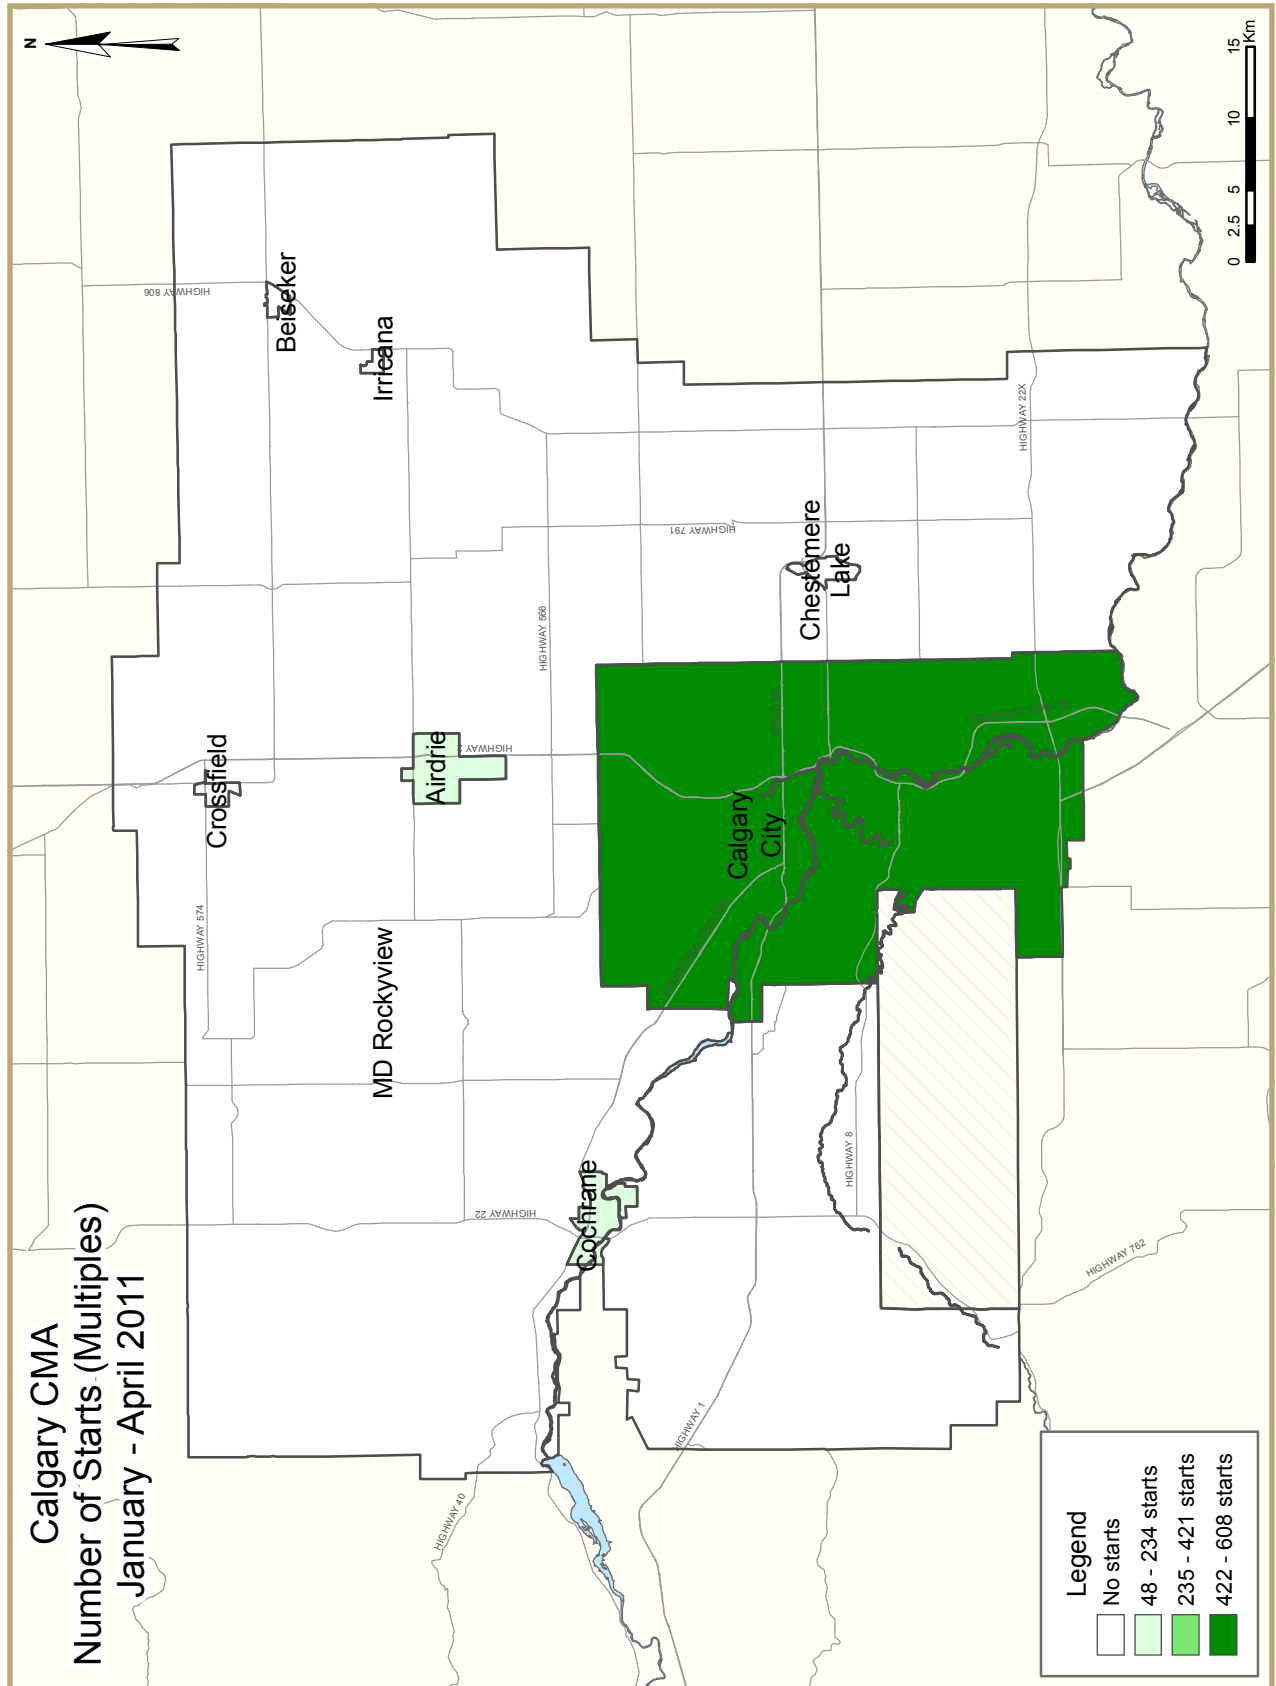 Calgary CMA
Number of Starts (Multiples)
January - April 2011
N
HIGHWAY 574
Crossfield
HIGHWAY 806
Beiseker
Irricana
MD Rockyview
Airdrie
HIGHWAY 2
HIGHWAY 566
HIGHWAY 22
Cochrane
HIGHWAY 40
HIGHWAY 1
HIGHWAY 791
Calgary
City
Chestemere
Lake
HIGHWAY 8
HIGHWAY 22X
HIGHWAY 762
Legend
No starts
48 - 234 starts
235 - 421 starts
422 - 608 starts
0 2.5 5 10 15
Km